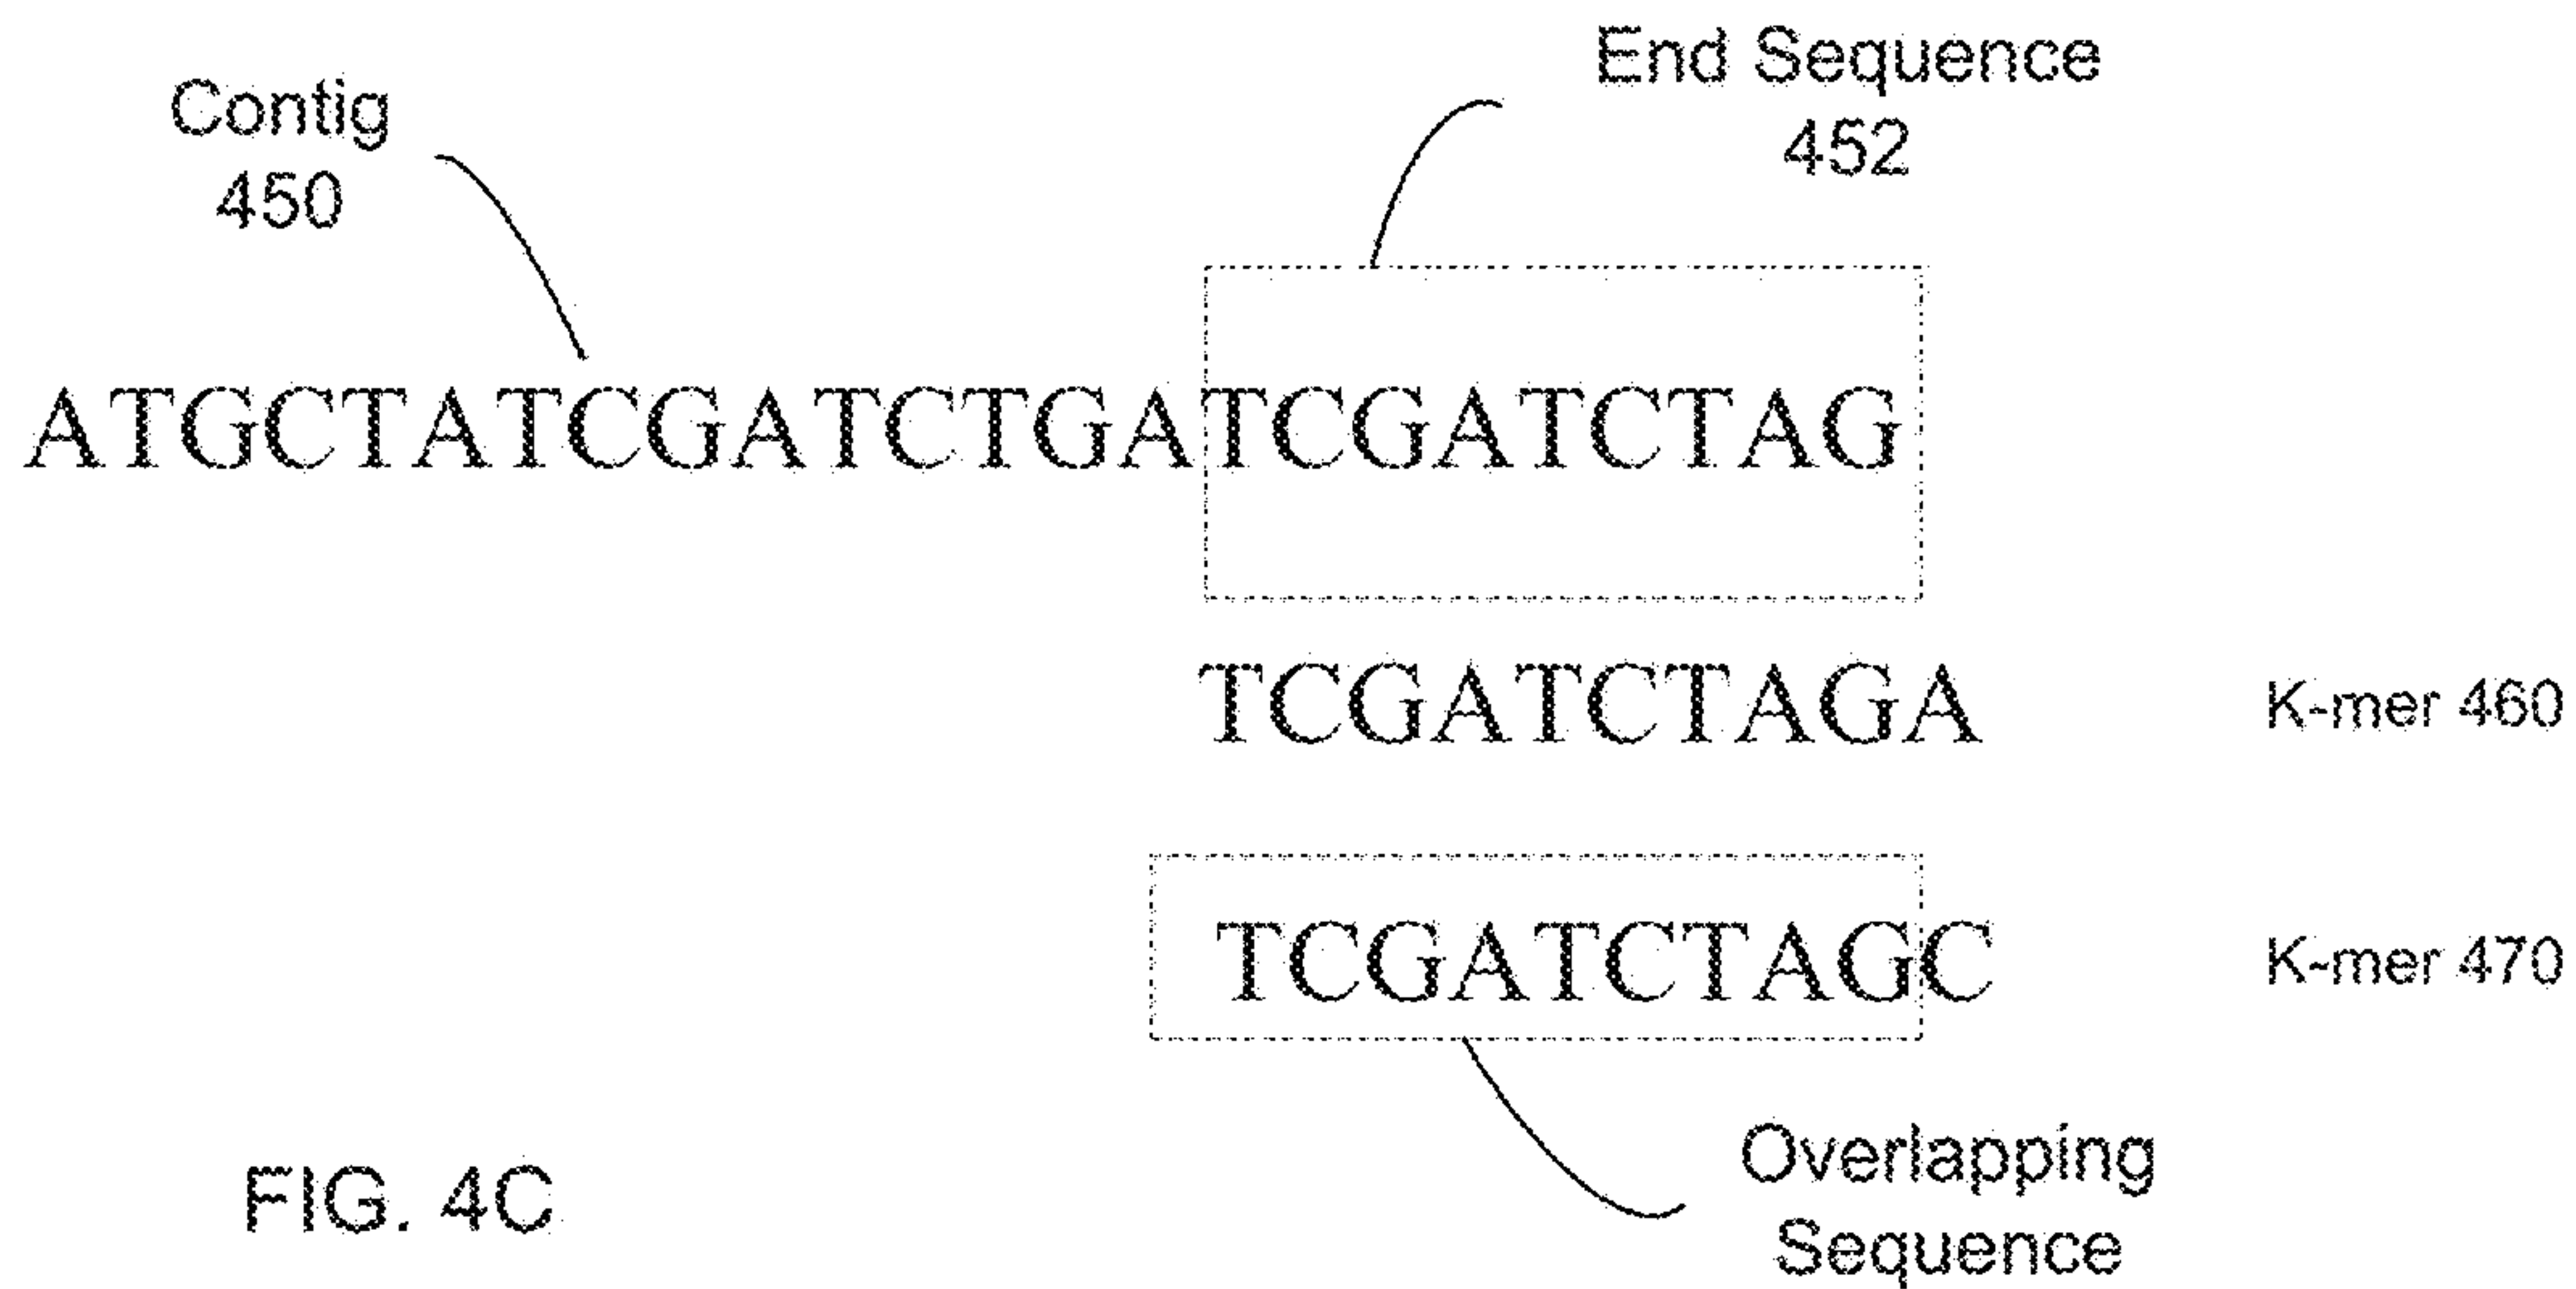 End Sequence
452
Contig
450
ATGCTATCGATCTGATCGATCTAG
TCGATCTAGA
K-mer 460
TCGATCTAGC
K-mer 470
Overlapping
Sequence
FIG. 4C